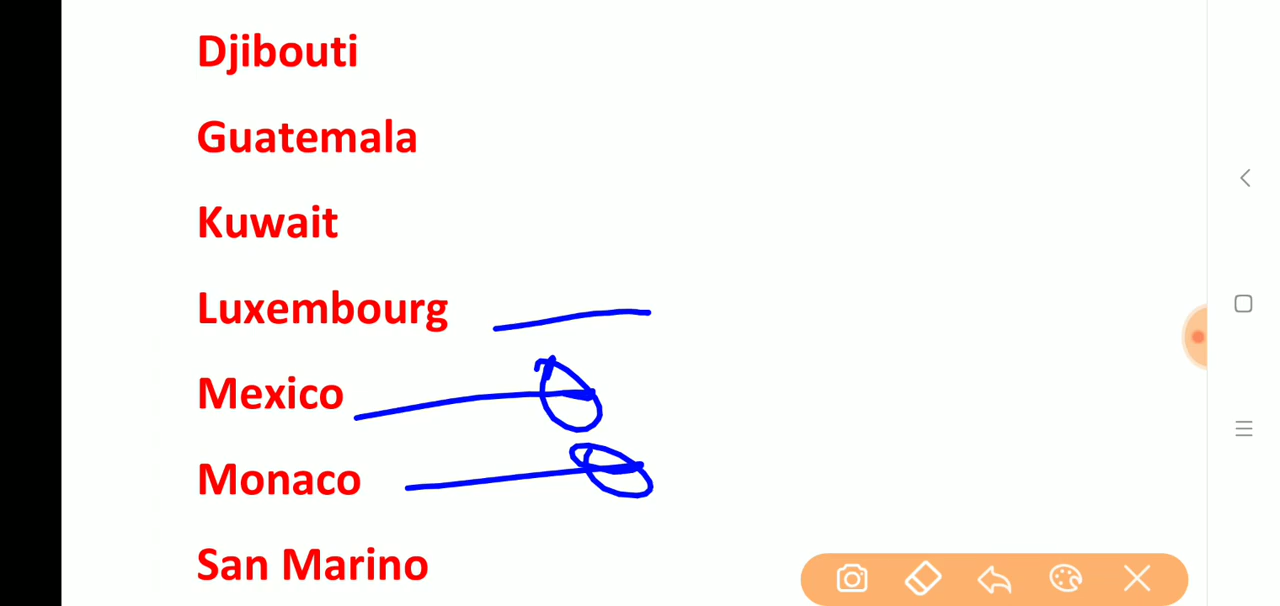 Djibouti
Guatemala
Kuwait
Luxembourg
Mexico
Monaco
San Marino